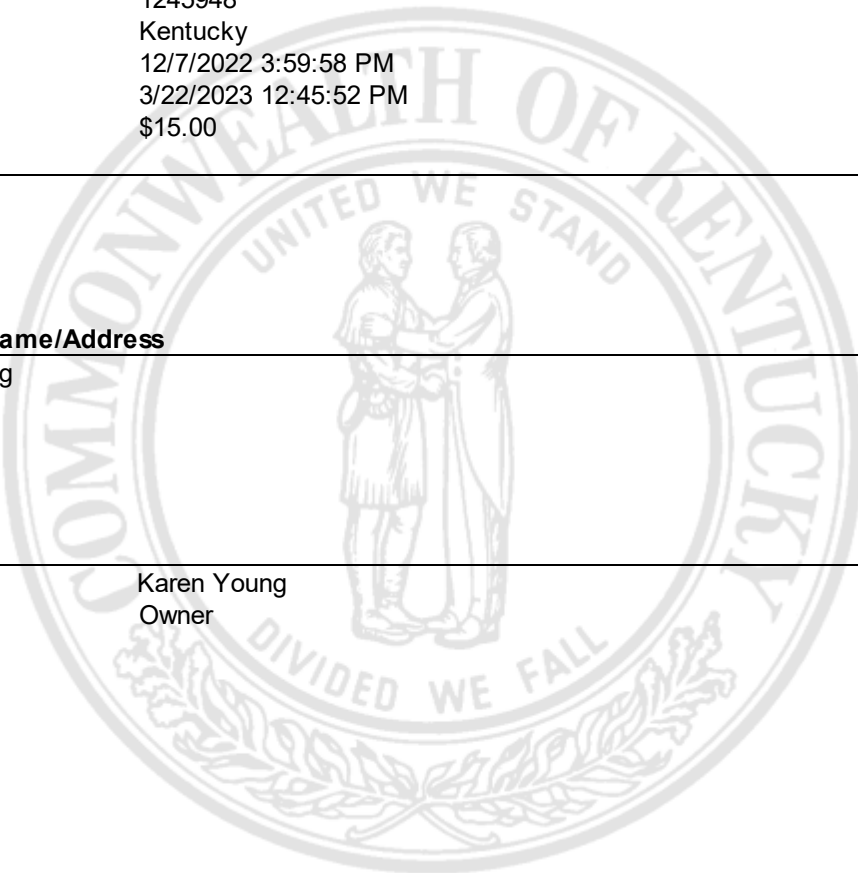 1245948
Kentucky
12/7/2022 3:59:58 PM
3/22/2023 12:45:52 PM
$15.00
COMMONWEALTH OF KENTUCKY
UNITED WE STAND
ame/Address
g
Karen Young
Owner
DIVIDED WE FALL